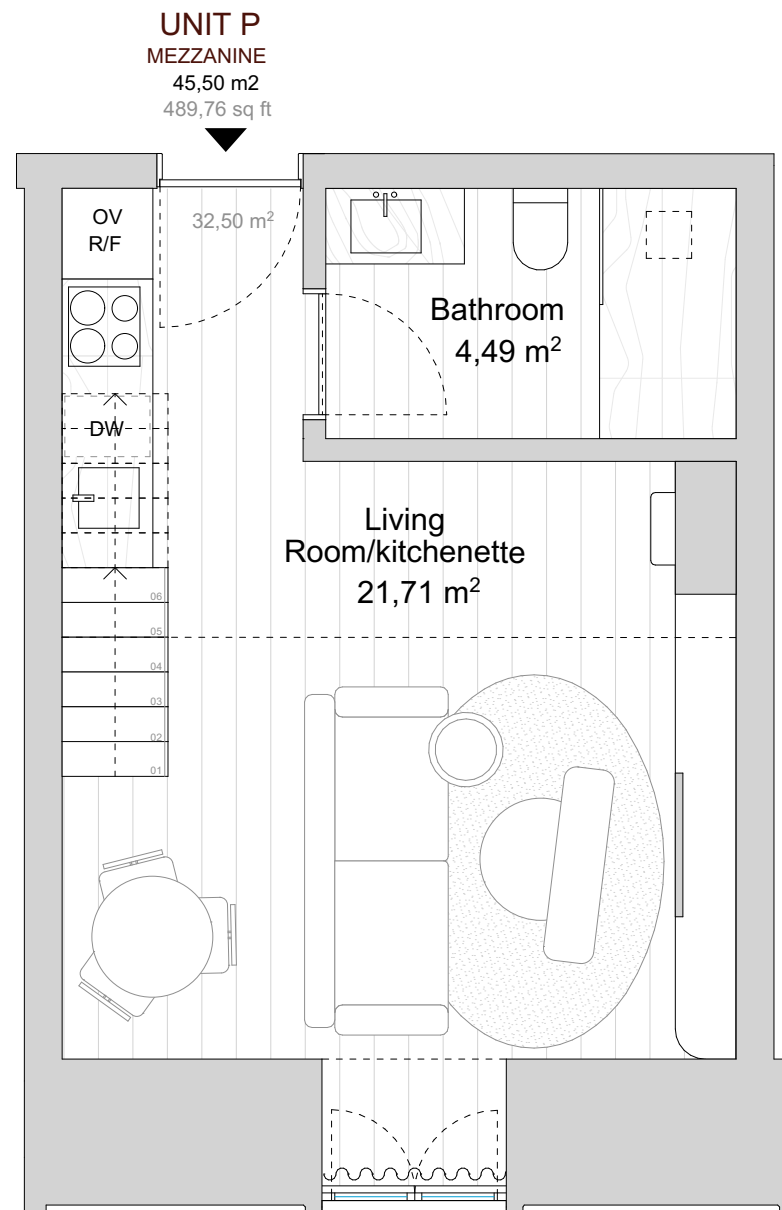 UNIT P
MEZZANINE
45,50 m2
489,76 sq ft
OV
R/F
32,50 m²
Bathroom
4,49 m²
DW
Living
Room/kitchenette
21,71 m²
06
05
04
03
02
01